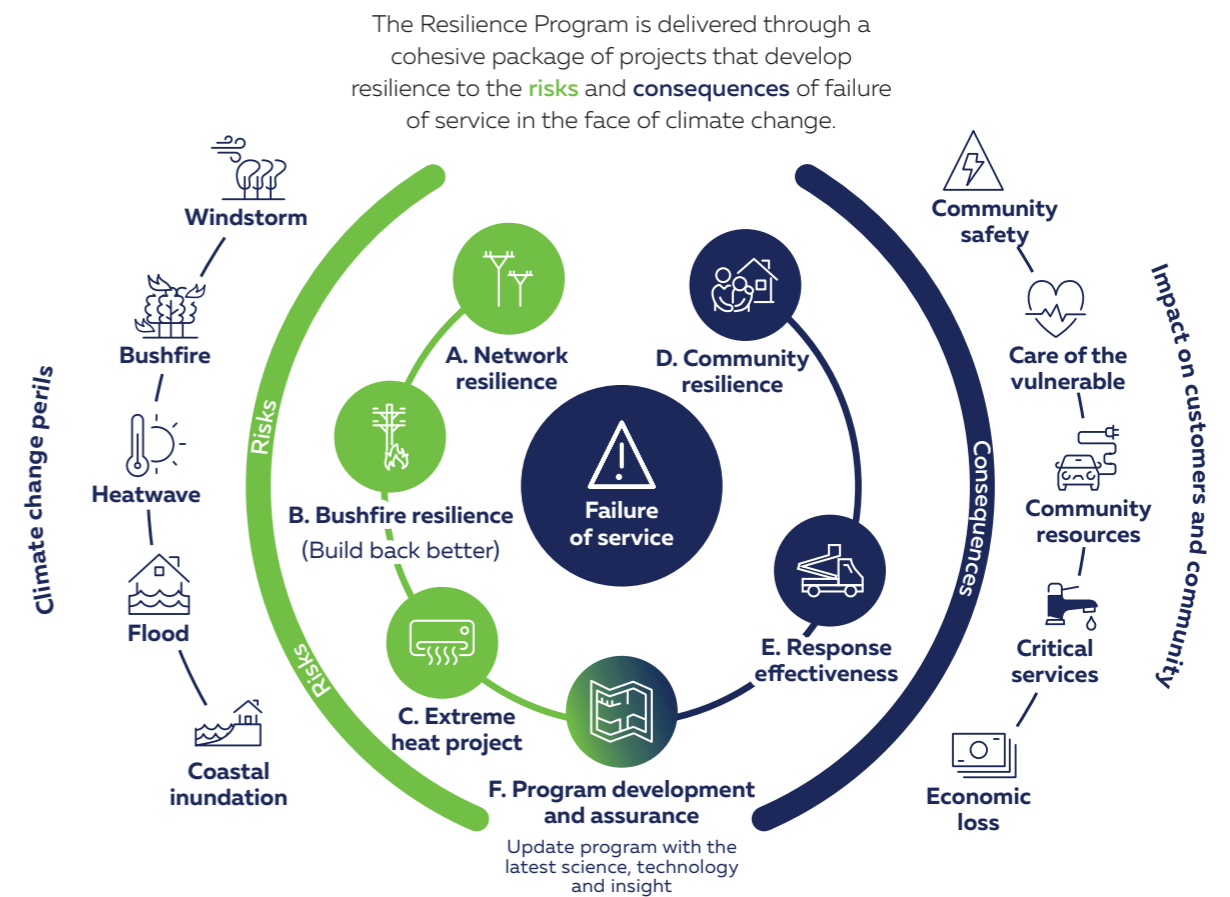 The Resilience Program is delivered through a
cohesive package of projects that develop
resilience to the risks and consequences of failure
of service in the face of climate change.
Climate change perils
Windstorm
Bushfire
Heatwave
Flood
Coastal
inundation
Risks
Risks
A. Network
resilience
B. Bushfire resilience
(Build back better)
C. Extreme
heat project
Failure
of service
D. Community
resilience
E. Response
effectiveness
F. Program development
and assurance
Update program with the
latest science, technology
and insight
Consequences
Community
safety
Care of the
vulnerable
Community
resources
Critical
services
Economic
loss
Impact on customers and community